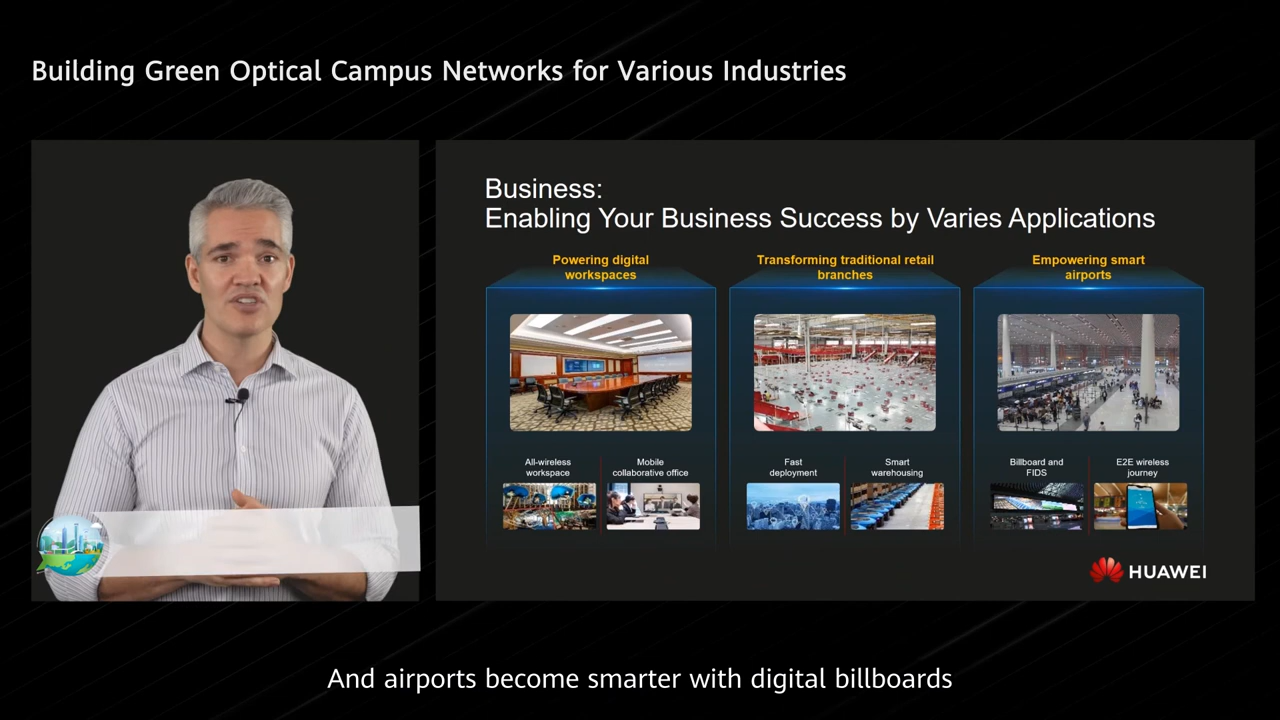 Building Green Optical Campus Networks for Various Industries
Business:
Enabling Your Business Success by Varies Applications
Powering digital
workspaces
Transforming traditional retail
branches
Empowering smart
airports
All-wireless
workspace
Mobile
collaborative office
Fast
deployment
Smart
warehousing
Billboard and
FIDS
E2E wireless
journey
HUAWEI
And airports become smarter with digital billboards